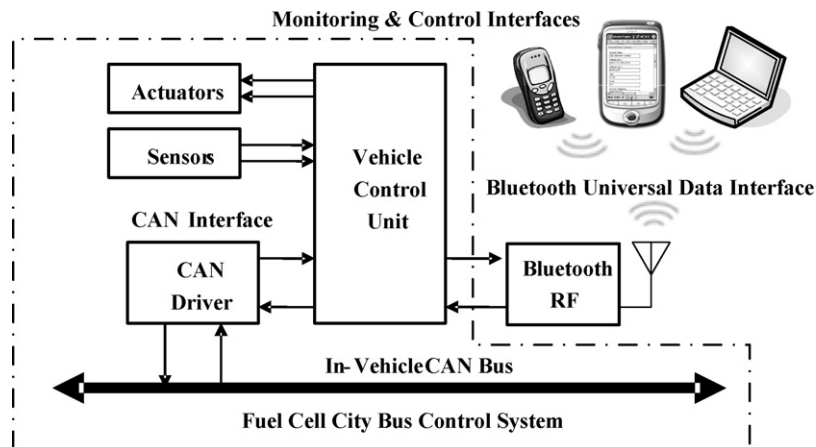 Monitoring & Control Interfaces
Actuators
Sensors
Vehicle
Control
Unit
Bluetooth Universal Data Interface
CAN Interface
CAN
Driver
Bluetooth
RF
In-VehicleCAN Bus
Fuel Cell City Bus Control System